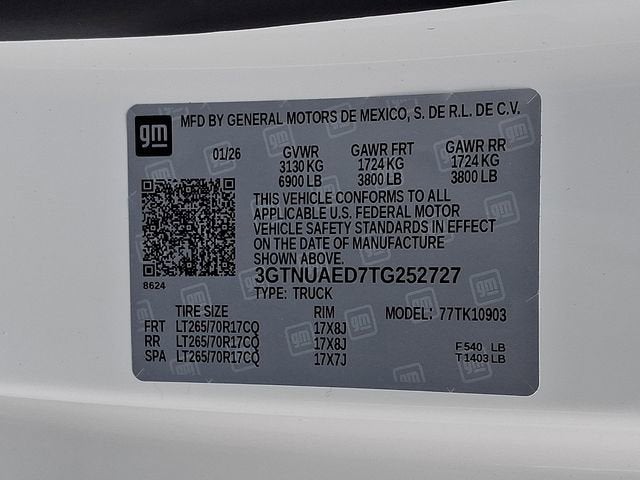 gm MFD BY GENERAL MOTORS DE MEXICO, S. DE R.L. DE C.V.
01/26 GVWR GAWR FRT GAWR RR
3130 KG 1724 KG 1724 KG
6900 LB 3800 LB 3800 LB
THIS VEHICLE CONFORMS TO ALL
APPLICABLE U.S. FEDERAL MOTOR
VEHICLE SAFETY STANDARDS IN EFFECT
ON THE DATE OF MANUFACTURE
SHOWN ABOVE.
3GTNUAED7TG252727
8624
TYPE: TRUCK
TIRE SIZE RIM MODEL: 77TK10903
FRT LT265/70R17CQ 17X8J
RR LT265/70R17CQ 17X8J
SPA LT265/70R17CQ 17X7J
F 540 LB
T 1403 LB